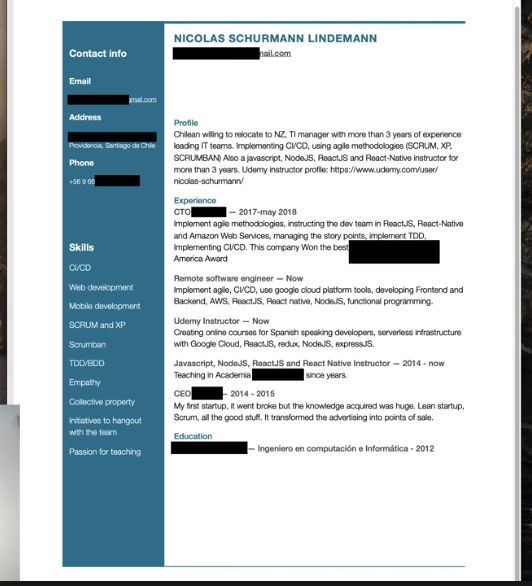 Contact info
Email
gmail.com
Address
Providencia, Santiago de Chile
Phone
+56 9 66
Skills
CI/CD
Web development
Mobile development
SCRUM and XP
Scrumban
TDD/BDD
Empathy
Collective property
Initiatives to hangout
with the team
Passion for teaching
NICOLAS SCHURMANN LINDEMANN
mail.com
Profile
Chilean willing to relocate to NZ, TI manager with more than 3 years of experience
leading IT teams. Implementing CI/CD, using agile methodologies (SCRUM, XP,
SCRUMBAN) Also a javascript, NodeJS, ReactJS and React-Native instructor for
more than 3 years. Udemy instructor profile: https://www.udemy.com/user/
nicolas-schurmann/
Experience
CTO — 2017-may 2018
Implement agile methodologies, instructing the dev team in ReactJS, React-Native
and Amazon Web Services, managing the story points, implement TDD,
Implementing CI/CD. This company Won the best
America Award
Remote software engineer — Now
Implement agile, CI/CD, use google cloud platform tools, developing Frontend and
Backend, AWS, ReactJS, React native, NodeJS, functional programming.
Udemy Instructor — Now
Creating online courses for Spanish speaking developers, serverless infrastructure
with Google Cloud, ReactJS, redux, NodeJS, expressJS.
Javascript, NodeJS, ReactJS and React Native Instructor — 2014 - now
Teaching in Academia since years.
CEO — 2014 - 2015
My first startup, it went broke but the knowledge acquired was huge. Lean startup,
Scrum, all the good stuff. It transformed the advertising into points of sale.
Education
— Ingeniero en computación e Informática - 2012